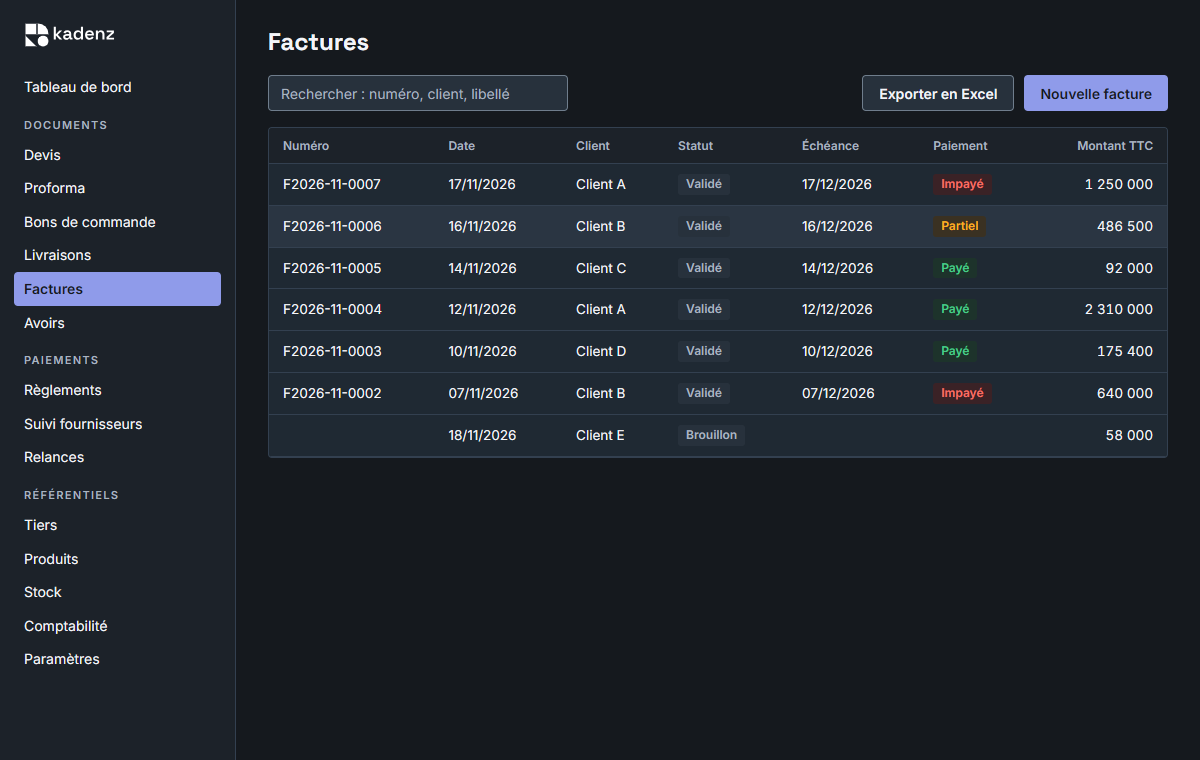 kadenz
Tableau de bord
DOCUMENTS
Devis
Proforma
Bons de commande
Livraisons
Factures
Avoirs
PAIEMENTS
Règlements
Suivi fournisseurs
Relances
RÉFÉRENTIELS
Tiers
Produits
Stock
Comptabilité
Paramètres
Factures
Rechercher : numéro, client, libellé
Exporter en Excel
Nouvelle facture
Numéro Date Client Statut Échéance Paiement Montant TTC
F2026-11-0007 17/11/2026 Client A Validé 17/12/2026 Impayé 1 250 000
F2026-11-0006 16/11/2026 Client B Validé 16/12/2026 Partiel 486 500
F2026-11-0005 14/11/2026 Client C Validé 14/12/2026 Payé 92 000
F2026-11-0004 12/11/2026 Client A Validé 12/12/2026 Payé 2 310 000
F2026-11-0003 10/11/2026 Client D Validé 10/12/2026 Payé 175 400
F2026-11-0002 07/11/2026 Client B Validé 07/12/2026 Impayé 640 000
18/11/2026 Client E Brouillon 58 000